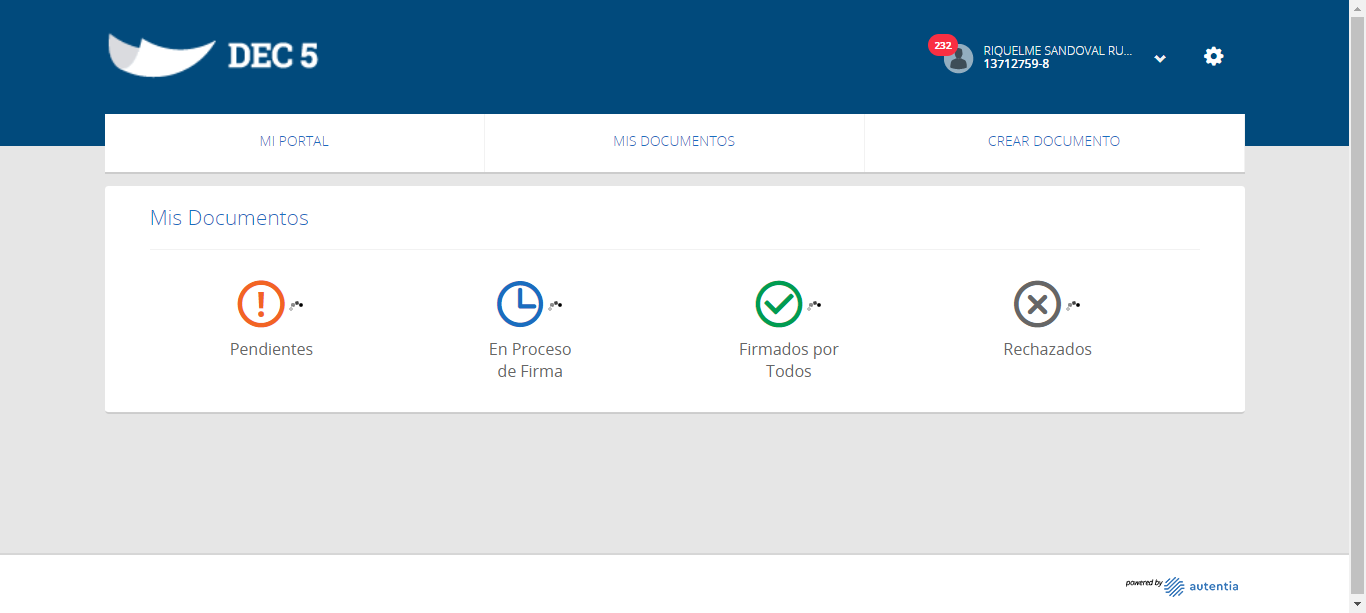 DEC 5
232
RIQUELME SANDOVAL RU...
13712759-8
MI PORTAL
MIS DOCUMENTOS
CREAR DOCUMENTO
Mis Documentos
Pendientes
En Proceso
de Firma
Firmados por
Todos
Rechazados
powered by autentia